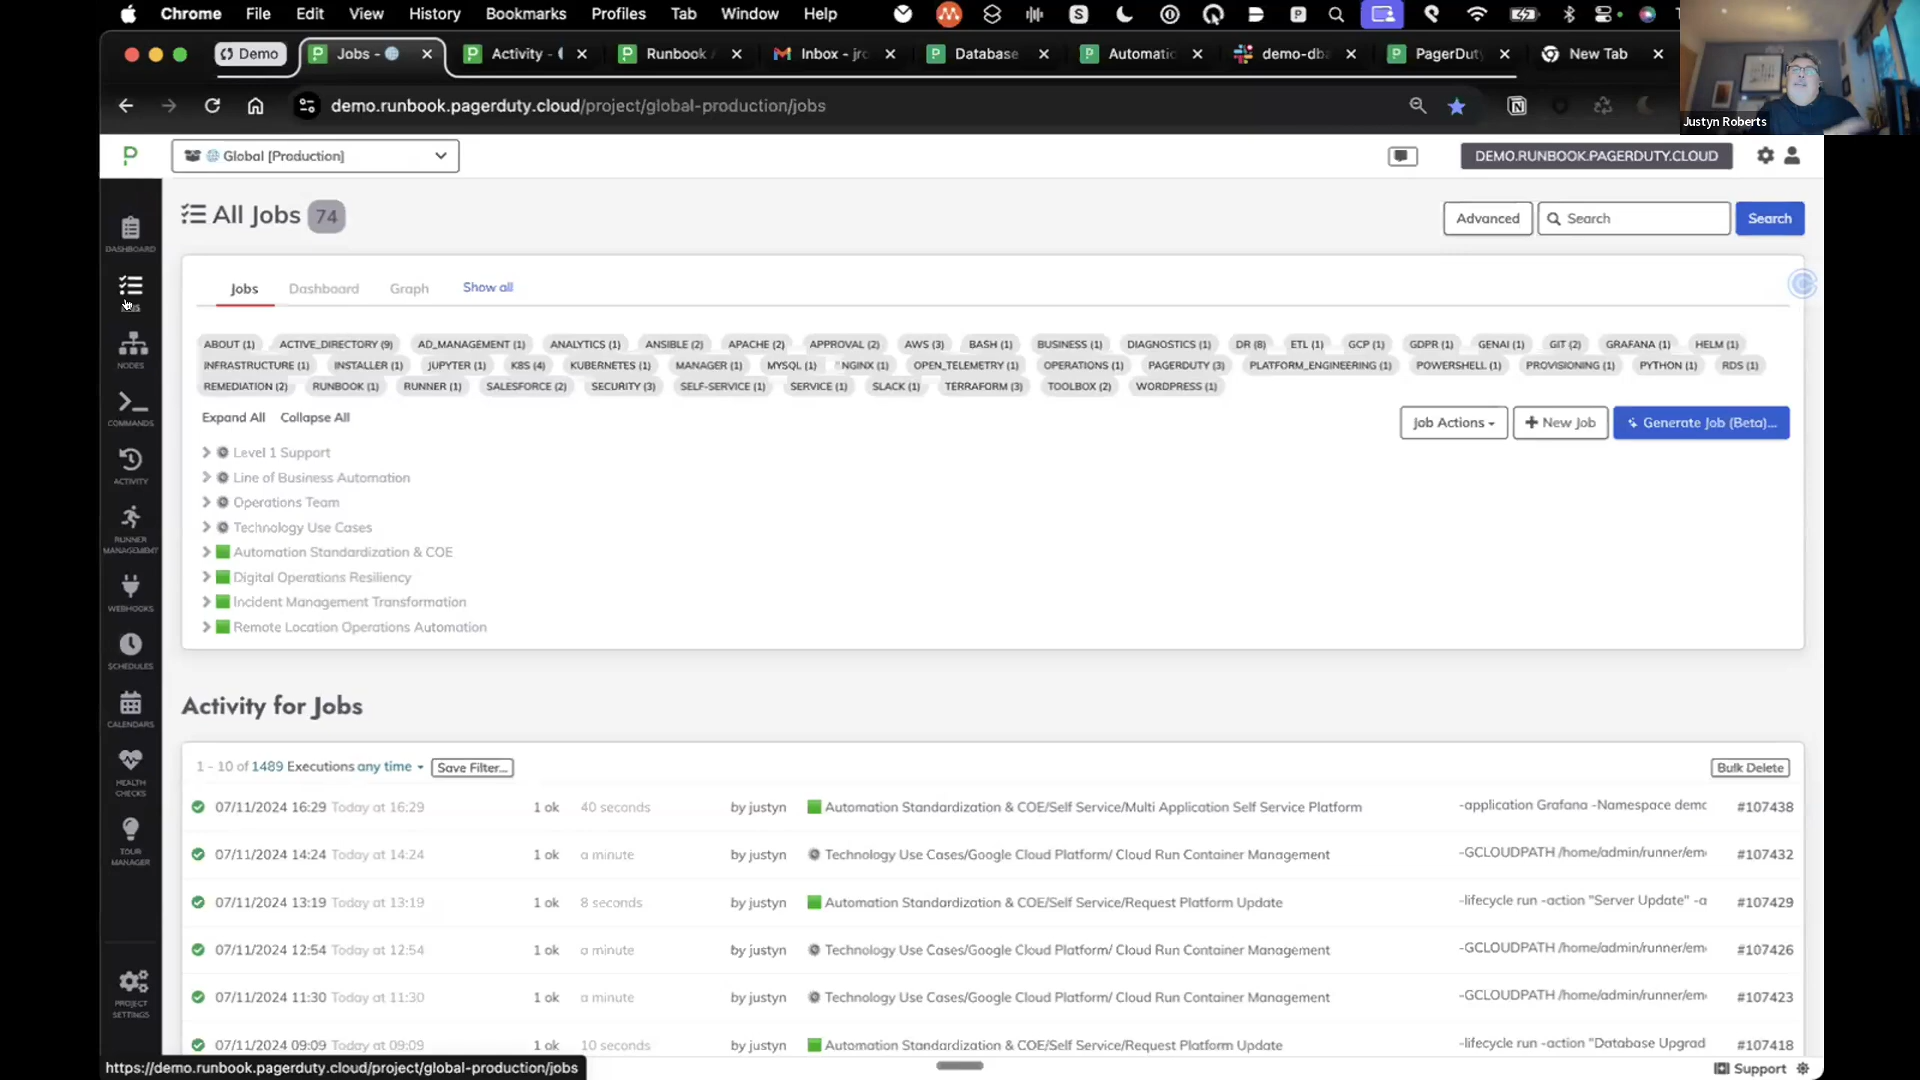 Chrome File Edit View History Bookmarks Profiles Tab Window Help
Demo Jobs - Activity - Runbook Inbox - jrc Database Automatic demo-dba PagerDut New Tab
demo.runbook.pagerduty.cloud/project/global-production/jobs
Justyn Roberts
Global [Production] DEMO.RUNBOOK.PAGERDUTY.CLOUD
DASHBOARD
NODES
COMMANDS
ACTIVITY
RUNNER
MANAGEMENT
WEBHOOKS
SCHEDULES
CALENDARS
HEALTH
CHECKS
TOUR
MANAGER
PROJECT
SETTINGS
All Jobs 74 Advanced Search Search
Jobs Dashboard Graph Show all
ABOUT (1) ACTIVE_DIRECTORY (9) AD_MANAGEMENT (1) ANALYTICS (1) ANSIBLE (2) APACHE (2) APPROVAL (2) AWS (3) BASH (1) BUSINESS (1) DIAGNOSTICS (1) DR (8) ETL (1) GCP (1) GDPR (1) GENAI (1) GIT (2) GRAFANA (1) HELM (1)
INFRASTRUCTURE (1) INSTALLER (1) JUPYTER (1) K8S (4) KUBERNETES (1) MANAGER (1) MYSQL (1) NGINX (1) OPEN_TELEMETRY (1) OPERATIONS (1) PAGERDUTY (3) PLATFORM_ENGINEERING (1) POWERSHELL (1) PROVISIONING (1) PYTHON (1) RDS (1)
REMEDIATION (2) RUNBOOK (1) RUNNER (1) SALESFORCE (2) SECURITY (3) SELF-SERVICE (1) SERVICE (1) SLACK (1) TERRAFORM (3) TOOLBOX (2) WORDPRESS (1)
Expand All Collapse All Job Actions New Job Generate Job (Beta)...
Level 1 Support
Line of Business Automation
Operations Team
Technology Use Cases
Automation Standardization & COE
Digital Operations Resiliency
Incident Management Transformation
Remote Location Operations Automation
Activity for Jobs
1 - 10 of 1489 Executions any time Save Filter... Bulk Delete
07/11/2024 16:29 Today at 16:29 1 ok 40 seconds by justyn Automation Standardization & COE/Self Service/Multi Application Self Service Platform -application Grafana -Namespace demo #107438
07/11/2024 14:24 Today at 14:24 1 ok a minute by justyn Technology Use Cases/Google Cloud Platform/ Cloud Run Container Management -GCLOUDPATH /home/admin/runner/em #107432
07/11/2024 13:19 Today at 13:19 1 ok 8 seconds by justyn Automation Standardization & COE/Self Service/Request Platform Update -lifecycle run -action "Server Update" -a #107429
07/11/2024 12:54 Today at 12:54 1 ok a minute by justyn Technology Use Cases/Google Cloud Platform/ Cloud Run Container Management -GCLOUDPATH /home/admin/runner/em #107426
07/11/2024 11:30 Today at 11:30 1 ok a minute by justyn Technology Use Cases/Google Cloud Platform/ Cloud Run Container Management -GCLOUDPATH /home/admin/runner/em #107423
07/11/2024 09:09 Today at 09:09 1 ok 10 seconds by justyn Automation Standardization & COE/Self Service/Request Platform Update -lifecycle run -action "Database Upgrad #107418
https://demo.runbook.pagerduty.cloud/project/global-production/jobs Support